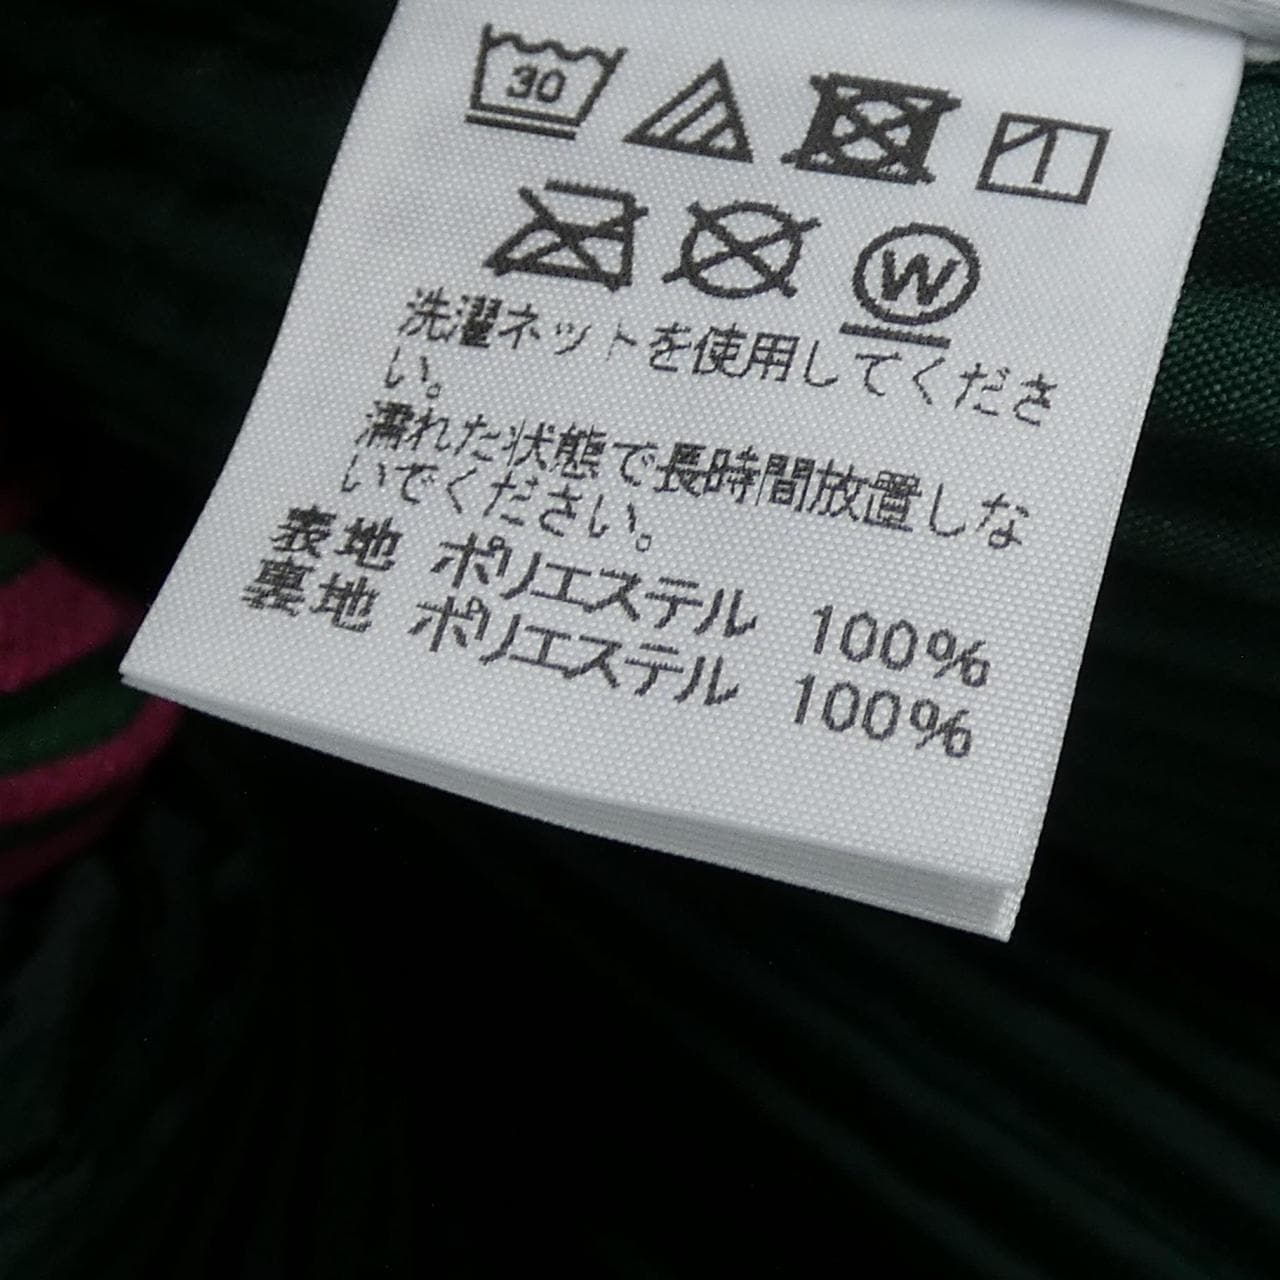 30
W
洗濯ネットを使用してくださ
い。
濡れた状態で長時間放置しな
いでください。
表地 ポリエステル 100%
裏地 ポリエステル 100%